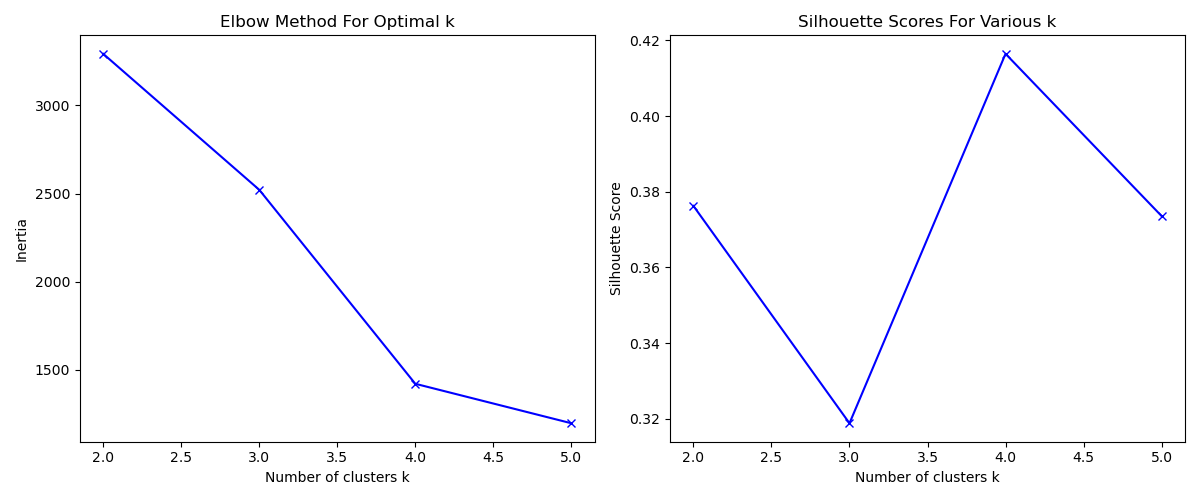 Elbow Method For Optimal k
3000
2500
2000
1500
Inertia
2.0 2.5 3.0 3.5 4.0 4.5 5.0
Number of clusters k
Silhouette Scores For Various k
0.42
0.40
0.38
0.36
0.34
0.32
Silhouette Score
2.0 2.5 3.0 3.5 4.0 4.5 5.0
Number of clusters k